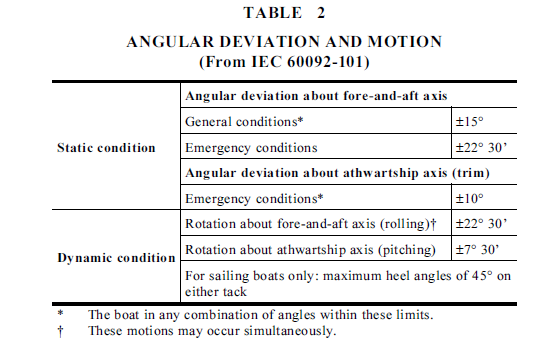 TABLE 2
ANGULAR DEVIATION AND MOTION
(From IEC 60092-101)
Static condition
Angular deviation about fore-and-aft axis
General conditions* ±15°
Emergency conditions ±22° 30’
Angular deviation about athwartship axis (trim)
Emergency conditions* ±10°
Dynamic condition
Rotation about fore-and-aft axis (rolling)† ±22° 30’
Rotation about athwartship axis (pitching) ±7° 30’
For sailing boats only: maximum heel angles of 45° on
either tack
* The boat in any combination of angles within these limits.
† These motions may occur simultaneously.